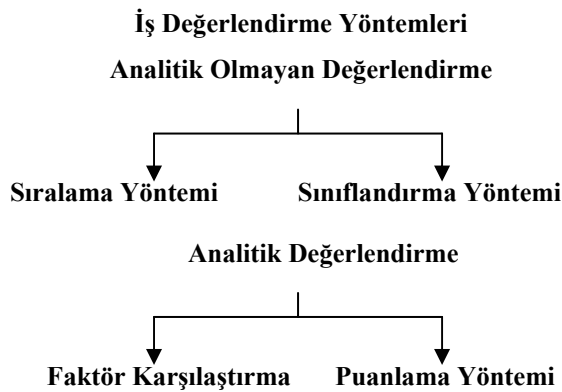 İş Değerlendirme Yöntemleri
Analitik Olmayan Değerlendirme
Sıralama Yöntemi Sınıflandırma Yöntemi
Analitik Değerlendirme
Faktör Karşılaştırma Puanlama Yöntemi